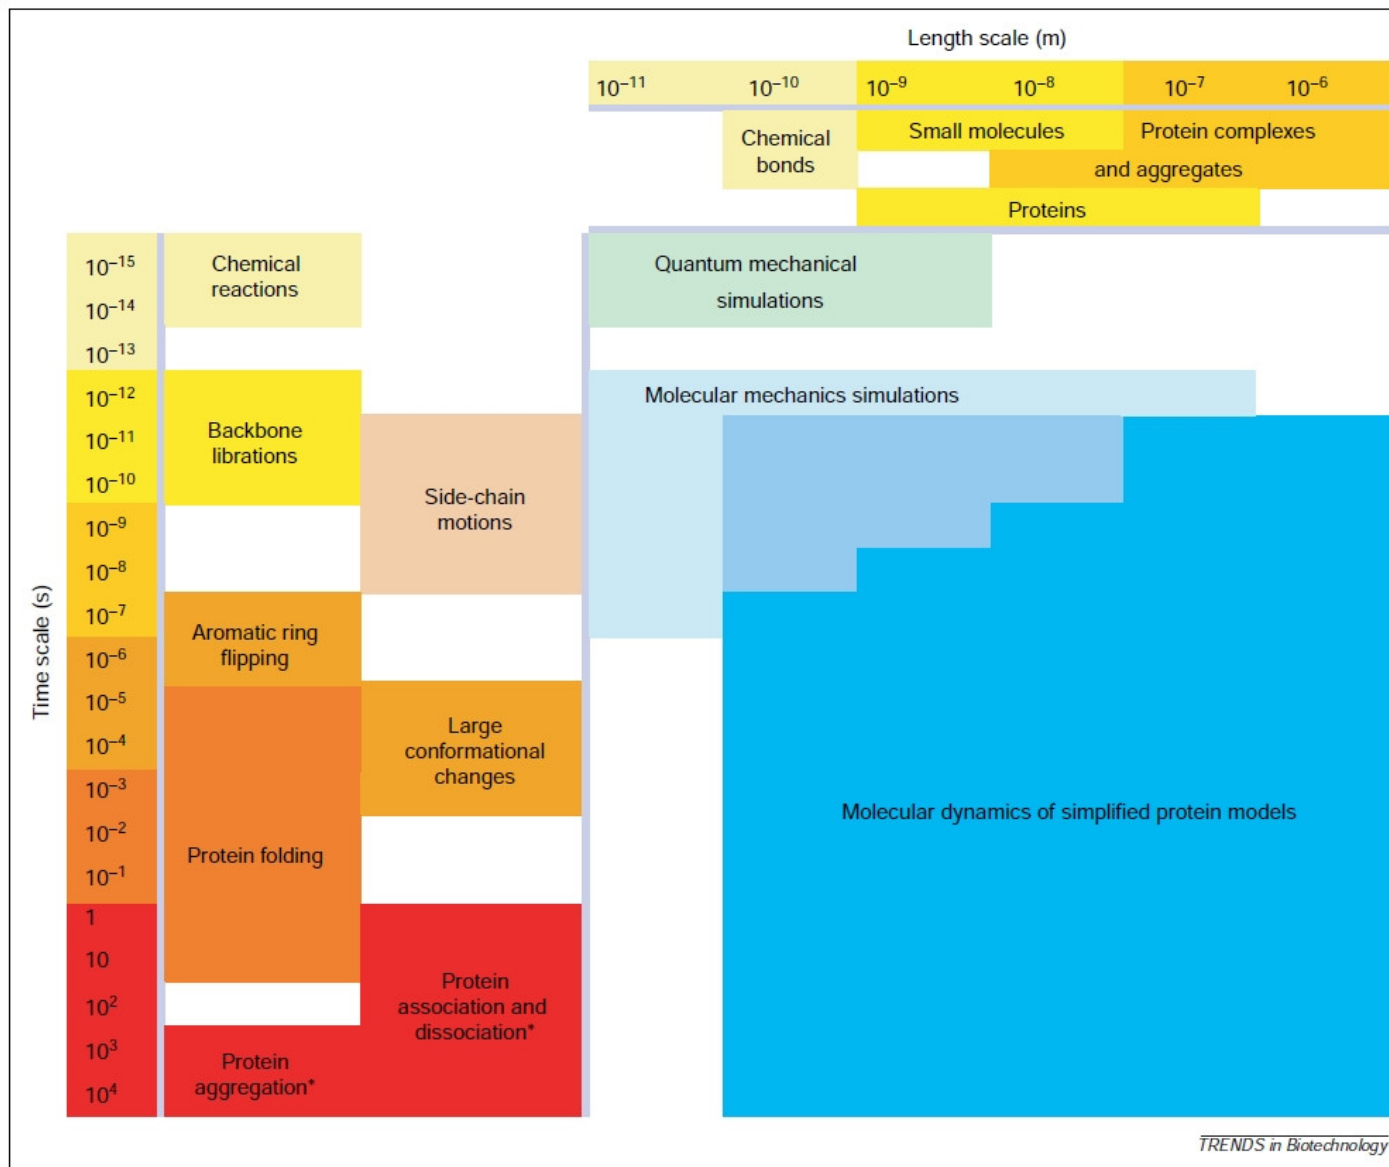 Length scale (m)
10⁻¹¹ 10⁻¹⁰ 10⁻⁹ 10⁻⁸ 10⁻⁷ 10⁻⁶
Chemical
bonds
Small molecules
Protein complexes
and aggregates
Proteins
Time scale (s)
10⁻¹⁵
10⁻¹⁴
10⁻¹³
10⁻¹²
10⁻¹¹
10⁻¹⁰
10⁻⁹
10⁻⁸
10⁻⁷
10⁻⁶
10⁻⁵
10⁻⁴
10⁻³
10⁻²
10⁻¹
1
10
10²
10³
10⁴
Chemical
reactions
Backbone
librations
Side-chain
motions
Aromatic ring
flipping
Large
conformational
changes
Protein folding
Protein
association and
dissociation*
Protein
aggregation*
Quantum mechanical
simulations
Molecular mechanics simulations
Molecular dynamics of simplified protein models
TRENDS in Biotechnology